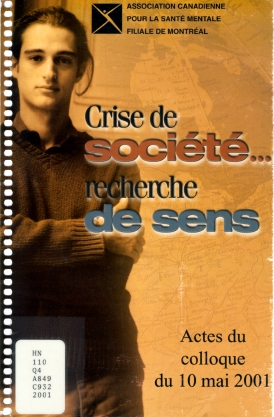 ASSOCIATION CANADIENNE
POUR LA SANTÉ MENTALE
FILIALE DE MONTRÉAL
Crise de
société...
recherche
de sens
Actes du
colloque
du 10 mai 2001
HN
110
Q4
A849
C932
2001